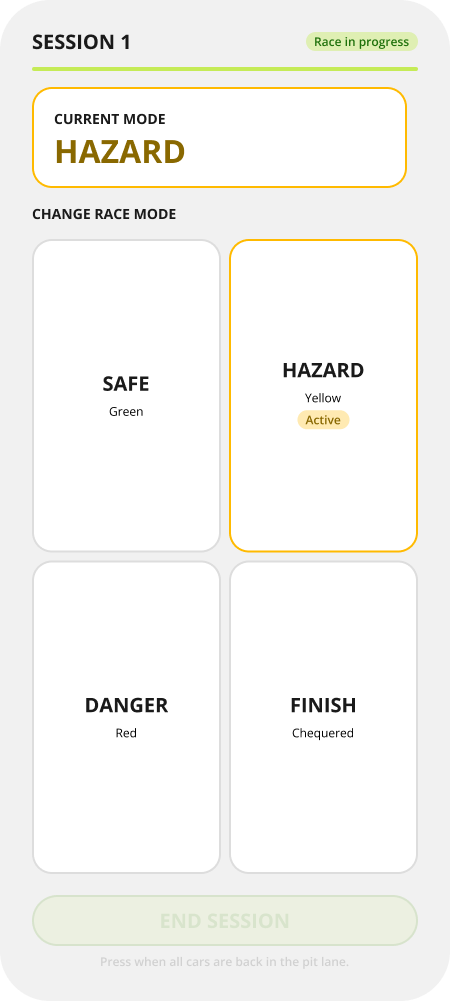 SESSION 1
Race in progress
CURRENT MODE
HAZARD
CHANGE RACE MODE
SAFE
Green
HAZARD
Yellow
Active
DANGER
Red
FINISH
Chequered
END SESSION
Press when all cars are back in the pit lane.